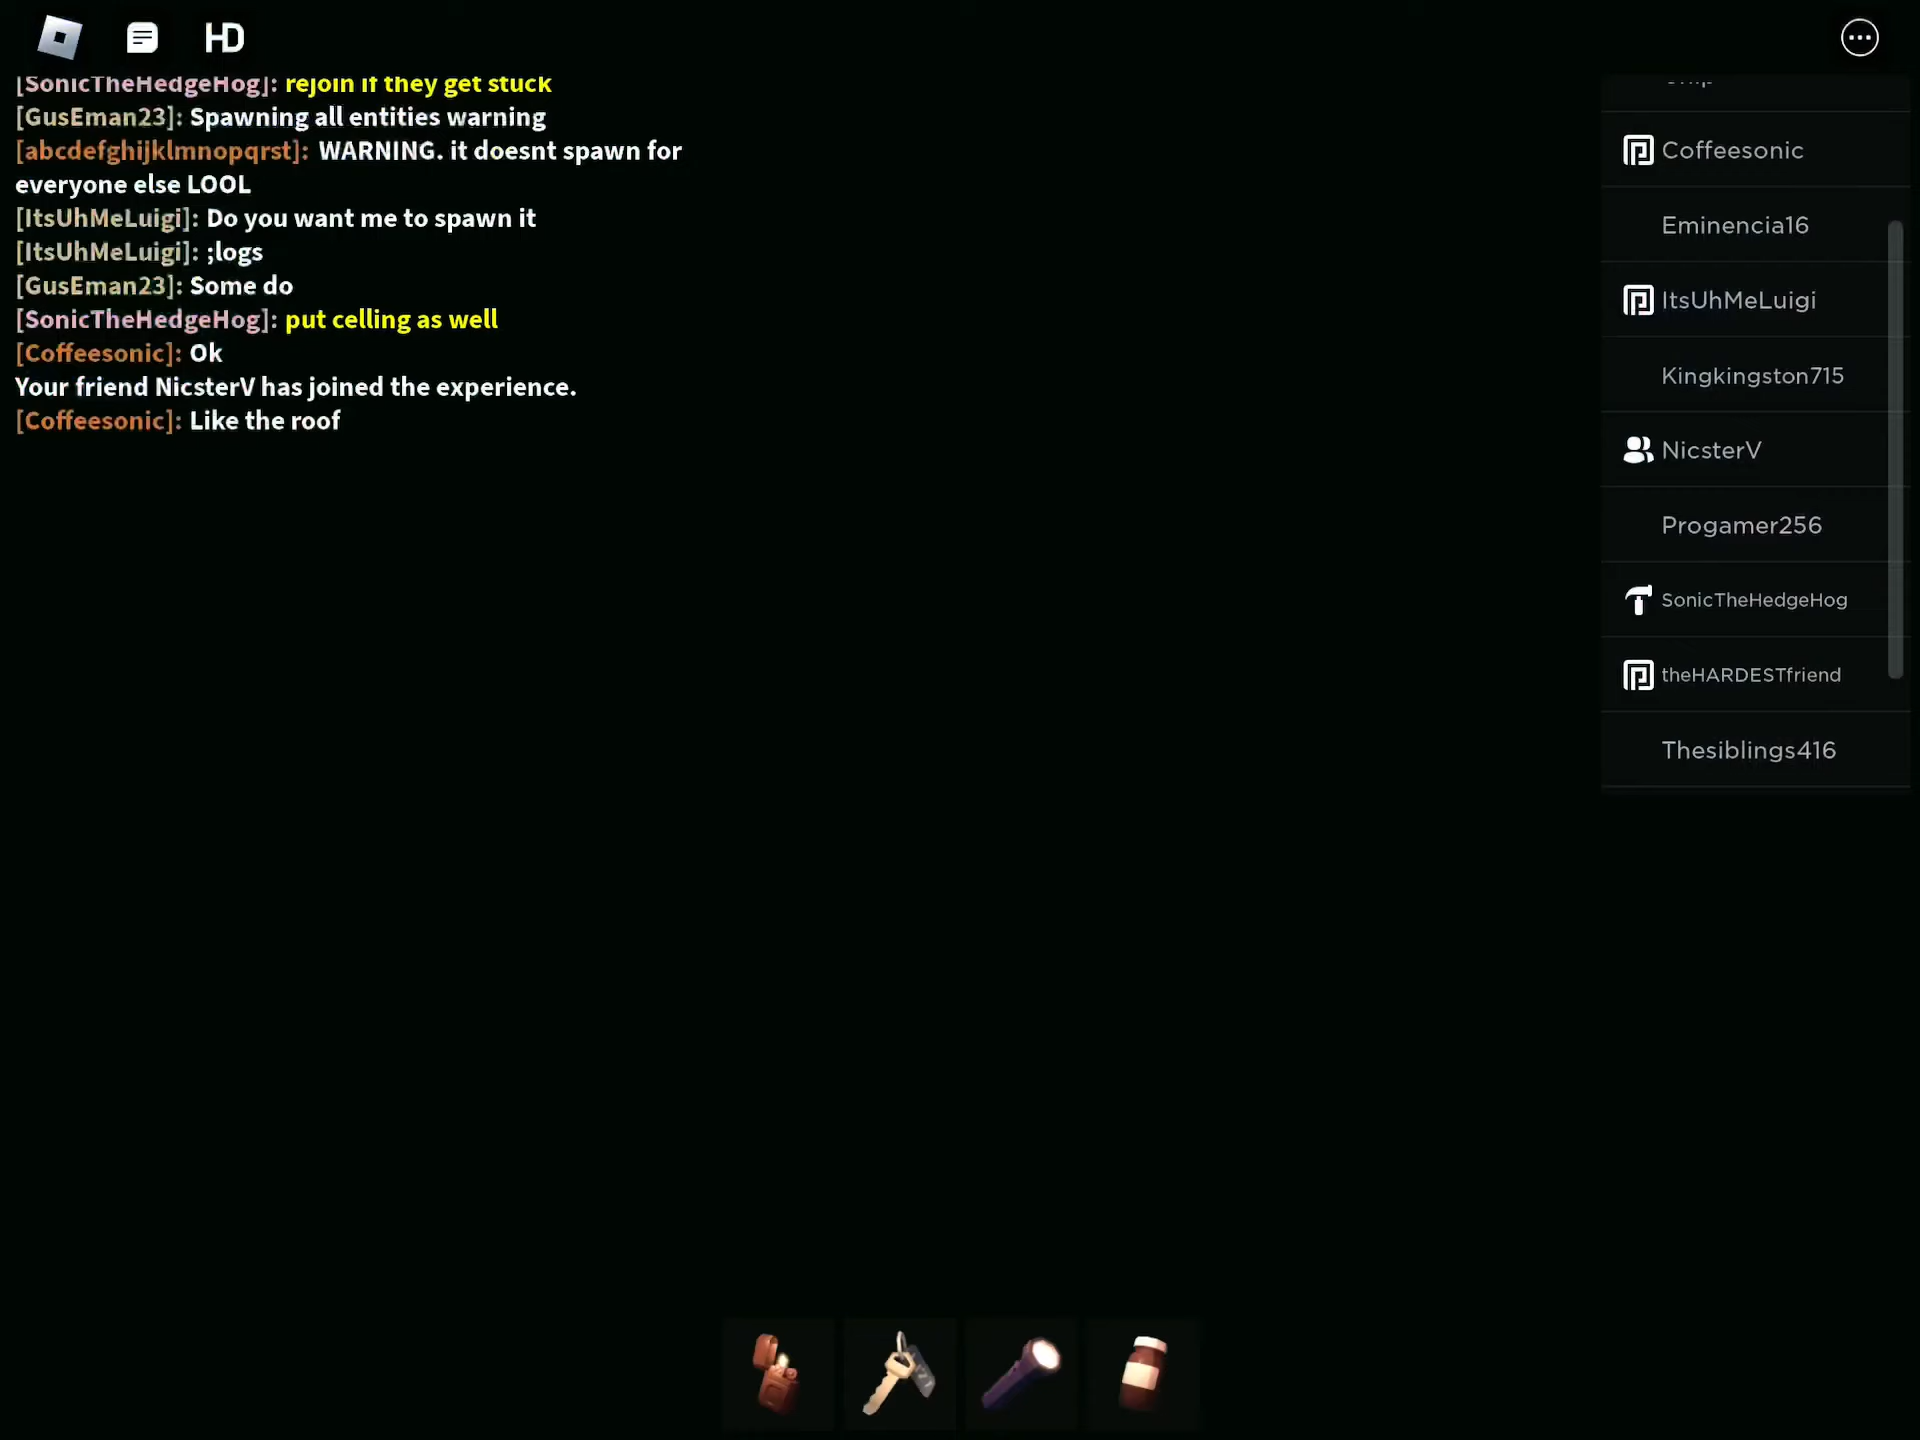 HD
[SonicTheHedgeHog]: rejoin if they get stuck
[GusEman23]: Spawning all entities warning
[abcdefghijklmnopqrst]: WARNING. it doesnt spawn for
everyone else LOOL
[ItsUhMeLuigi]: Do you want me to spawn it
[ItsUhMeLuigi]: ;logs
[GusEman23]: Some do
[SonicTheHedgeHog]: put celling as well
[Coffeesonic]: Ok
Your friend NicsterV has joined the experience.
[Coffeesonic]: Like the roof
Coffeesonic
Eminencia16
ItsUhMeLuigi
Kingkingston715
NicsterV
Progamer256
SonicTheHedgeHog
theHARDESTfriend
Thesiblings416